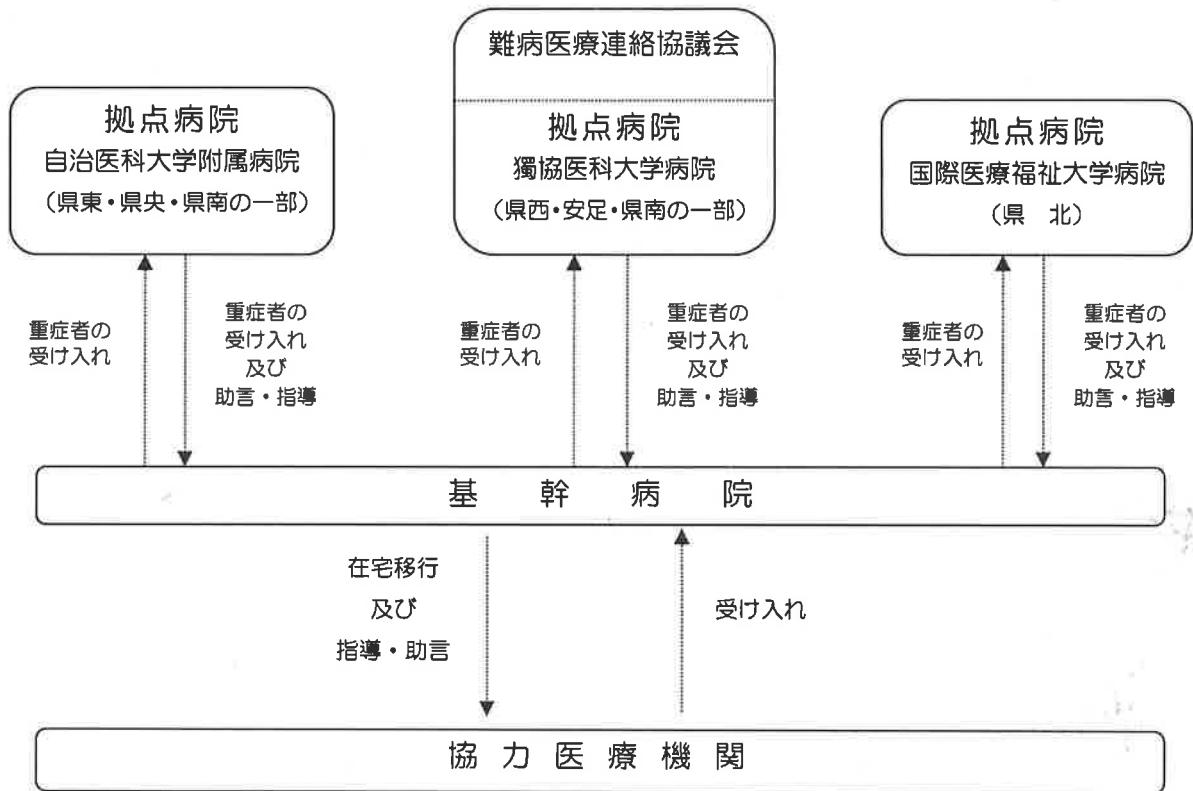 難病医療連絡協議会
拠点病院
自治医科大学附属病院
（県東・県央・県南の一部）
拠点病院
獨協医科大学病院
（県西・安足・県南の一部）
拠点病院
国際医療福祉大学病院
（県　北）
重症者の
受け入れ
重症者の
受け入れ
及び
助言・指導
重症者の
受け入れ
重症者の
受け入れ
及び
助言・指導
重症者の
受け入れ
重症者の
受け入れ
及び
助言・指導
基　幹　病　院
在宅移行
及び
指導・助言
受け入れ
協 力 医 療 機 関